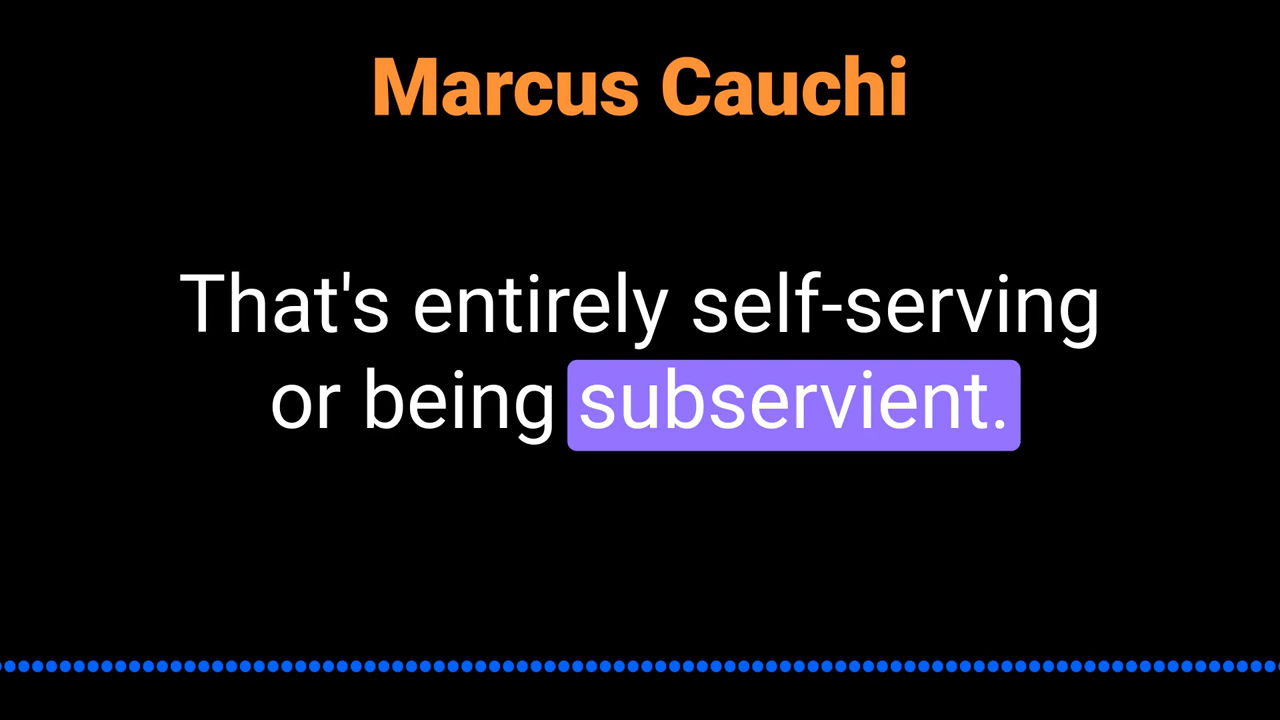 Marcus Cauchi
That's entirely self-serving
or being subservient.